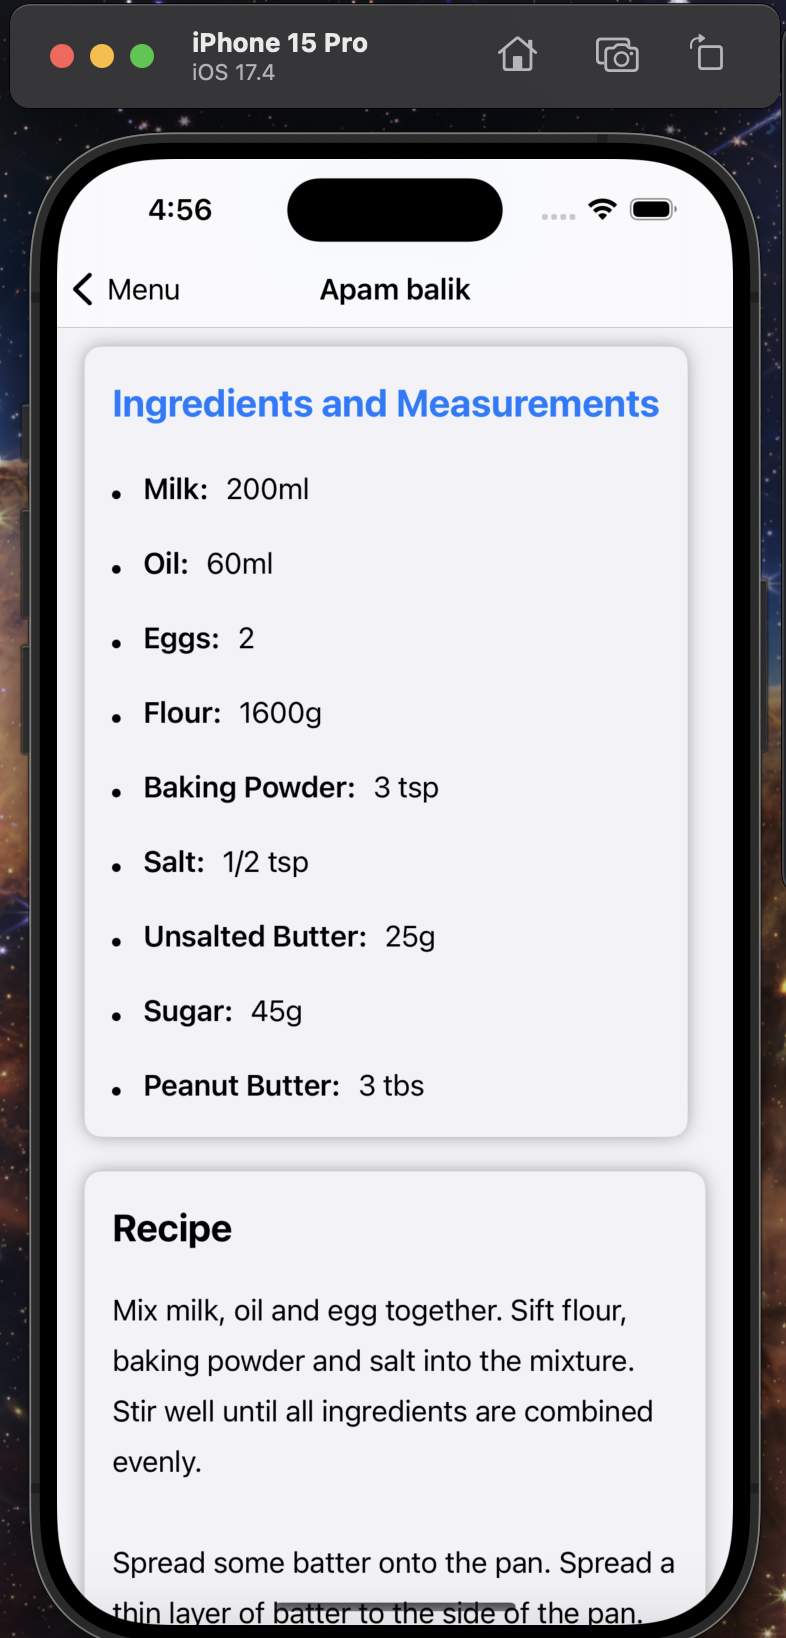 iPhone 15 Pro
iOS 17.4
4:56
Menu
Apam balik
Ingredients and Measurements
• Milk: 200ml
• Oil: 60ml
• Eggs: 2
• Flour: 1600g
• Baking Powder: 3 tsp
• Salt: 1/2 tsp
• Unsalted Butter: 25g
• Sugar: 45g
• Peanut Butter: 3 tbs
Recipe
Mix milk, oil and egg together. Sift flour,
baking powder and salt into the mixture.
Stir well until all ingredients are combined
evenly.
Spread some batter onto the pan. Spread a
thin layer of batter to the side of the pan.